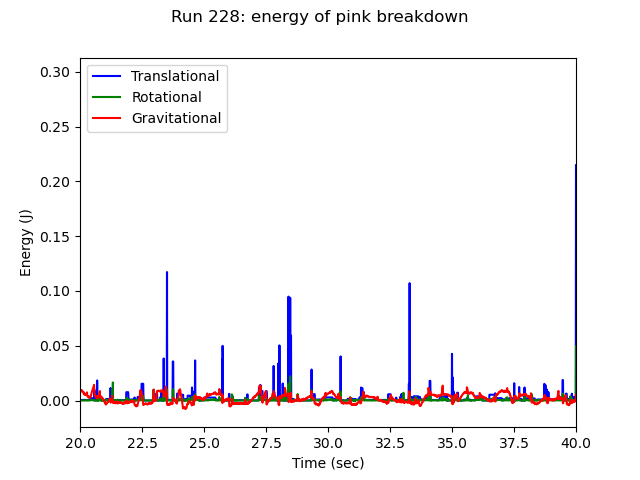 Run 228: energy of pink breakdown
Translational
Rotational
Gravitational
0.30
0.25
0.20
0.15
0.10
0.05
0.00
Energy (J)
20.0 22.5 25.0 27.5 30.0 32.5 35.0 37.5 40.0
Time (sec)